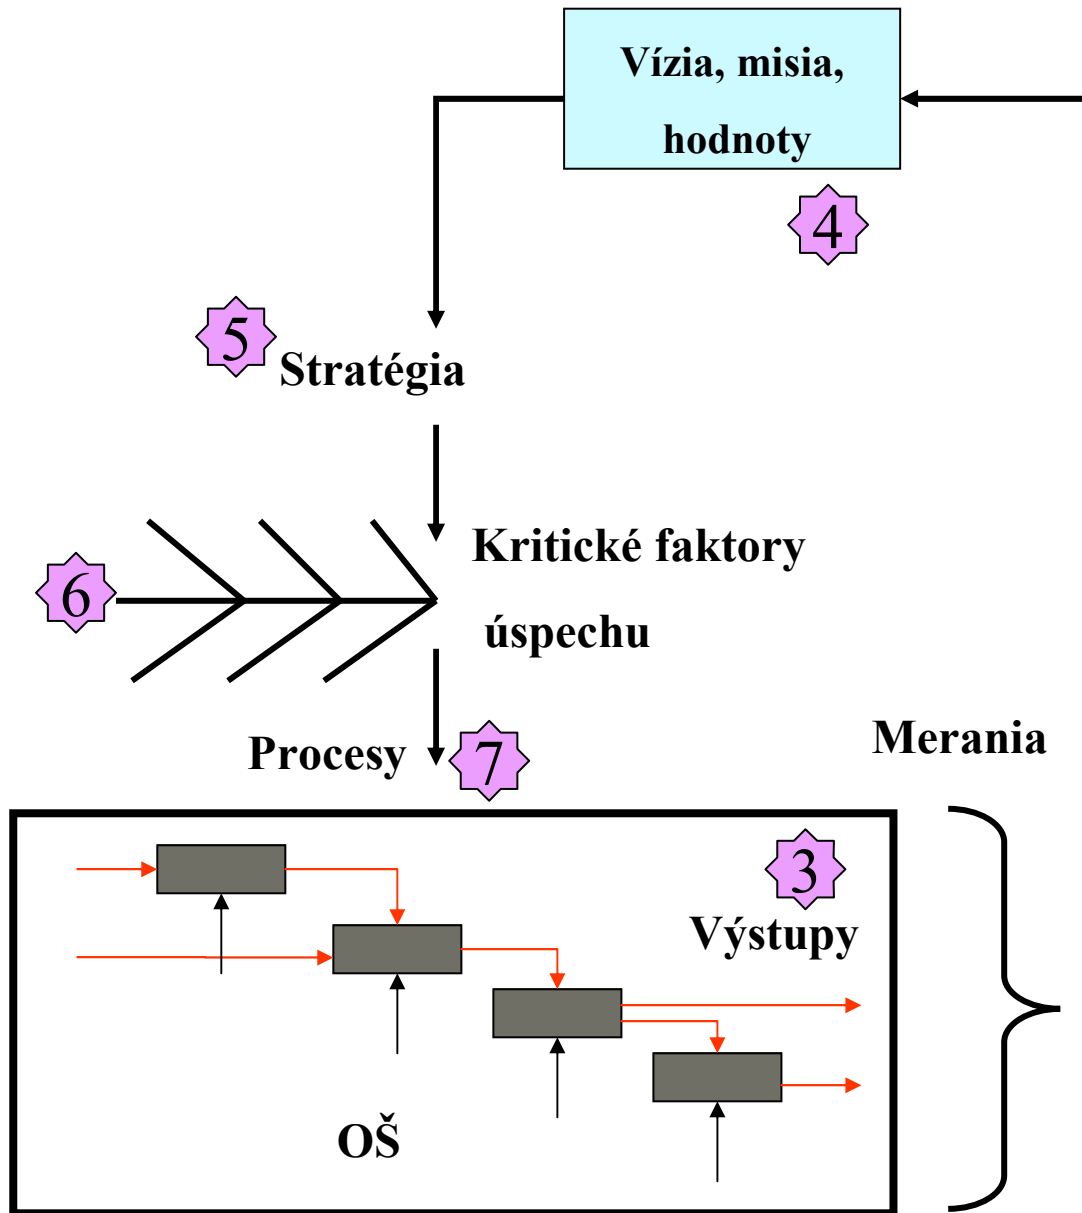 Vízia, misia,
hodnoty
4
5
Stratégia
6
Kritické faktory
úspechu
Procesy
7
Merania
3
Výstupy
OŠ